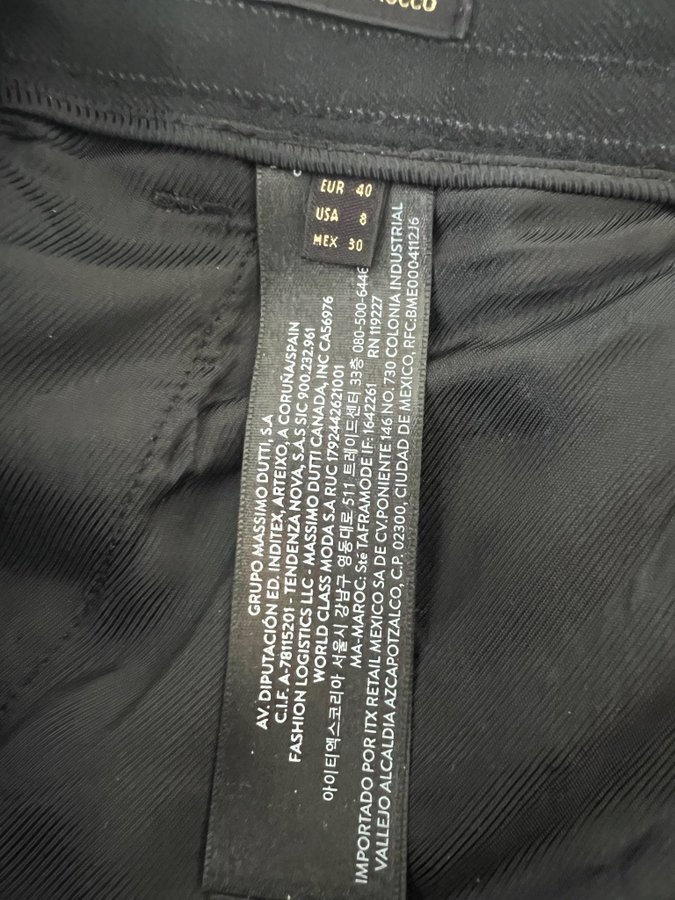 EUR 40
USA 8
MEX 30
GRUPO MASSIMO DUTTI, S.A
AV. DIPUTACIÓN ED. INDITEX, ARTEIXO, A CORUÑA/SPAIN
C.I.F. A-78115201 - TENDENZA NOVA, S.A.S SIC 900.232.961
FASHION LOGISTICS LLC - MASSIMO DUTTI CANADA, INC CA56976
WORLD CLASS MODA S.A RUC 1792442621001
아이티엑스코리아 서울시 강남구 영동대로 511 트레이드센터 33층 080-500-6446
MA-MAROC: Sté TAFRAMODE IF: 1642261 RN 119227
IMPORTADO POR ITX RETAIL MEXICO SA DE CV.PONIENTE 146 NO. 730 COLONIA INDUSTRIAL
VALLEJO ALCALDIA AZCAPOTZALCO, C.P. 02300, CIUDAD DE MEXICO, RFC:BME0004112J6